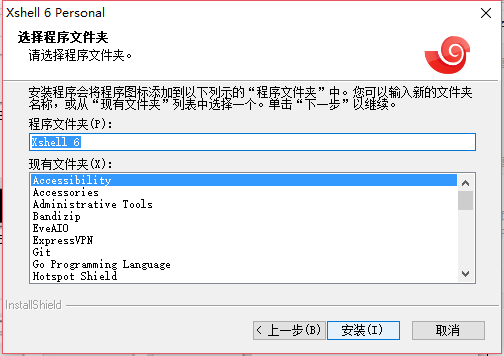 Xshell 6 Personal
选择程序文件夹
请选择程序文件夹。
安装程序会将程序图标添加到以下列示的“程序文件夹”中。您可以输入新的文件夹
名称，或从“现有文件夹”列表中选择一个。单击“下一步”以继续。
程序文件夹(P):
Xshell 6
现有文件夹(X):
Accessibility
Accessories
Administrative Tools
Bandizip
EveAIO
ExpressVPN
Git
Go Programming Language
Hotspot Shield
InstallShield
< 上一步(B)
安装(I)
取消